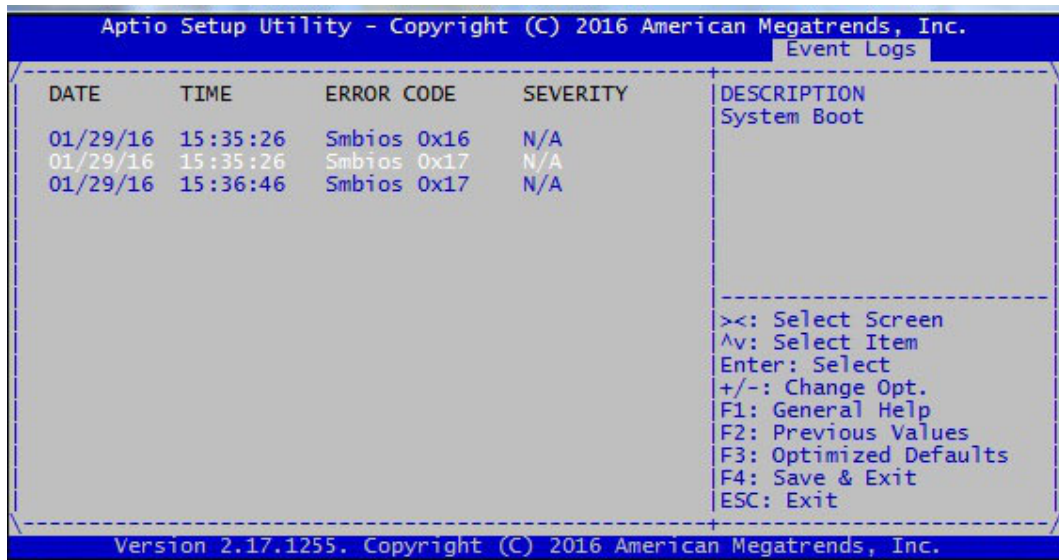 Aptio Setup Utility - Copyright (C) 2016 American Megatrends, Inc.
Event Logs
DATE TIME ERROR CODE SEVERITY
01/29/16 15:35:26 Smbios 0x16 N/A
01/29/16 15:35:26 Smbios 0x17 N/A
01/29/16 15:36:46 Smbios 0x17 N/A
DESCRIPTION
System Boot
><: Select Screen
^v: Select Item
Enter: Select
+/-: Change Opt.
F1: General Help
F2: Previous Values
F3: Optimized Defaults
F4: Save & Exit
ESC: Exit
Version 2.17.1255. Copyright (C) 2016 American Megatrends, Inc.